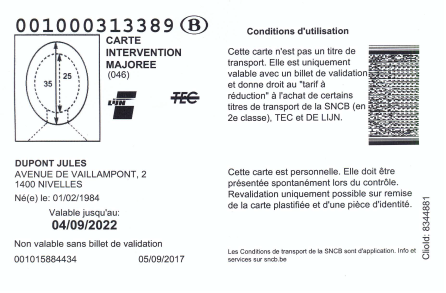 001000313389 B
CARTE
INTERVENTION
MAJOREE
(046)
35
25
LIJN
TEC
DUPONT JULES
AVENUE DE VAILLAMPONT, 2
1400 NIVELLES
Né(e) le: 01/02/1984
Valable jusqu'au:
04/09/2022
Non valable sans billet de validation
001015884434 05/09/2017
Conditions d'utilisation
Cette carte n'est pas un titre de
transport. Elle est uniquement
valable avec un billet de validation
et donne droit au "tarif à
réduction" à l'achat de certains
titres de transport de la SNCB (en
2e classe), TEC et DE LIJN.
Cette carte est personnelle. Elle doit être
présentée spontanément lors du contrôle.
Revalidation uniquement possible sur remise
de la carte plastifiée et d'une pièce d'identité.
Les Conditions de transport de la SNCB sont d'application. Info et
services sur sncb.be
ClioId: 8344881